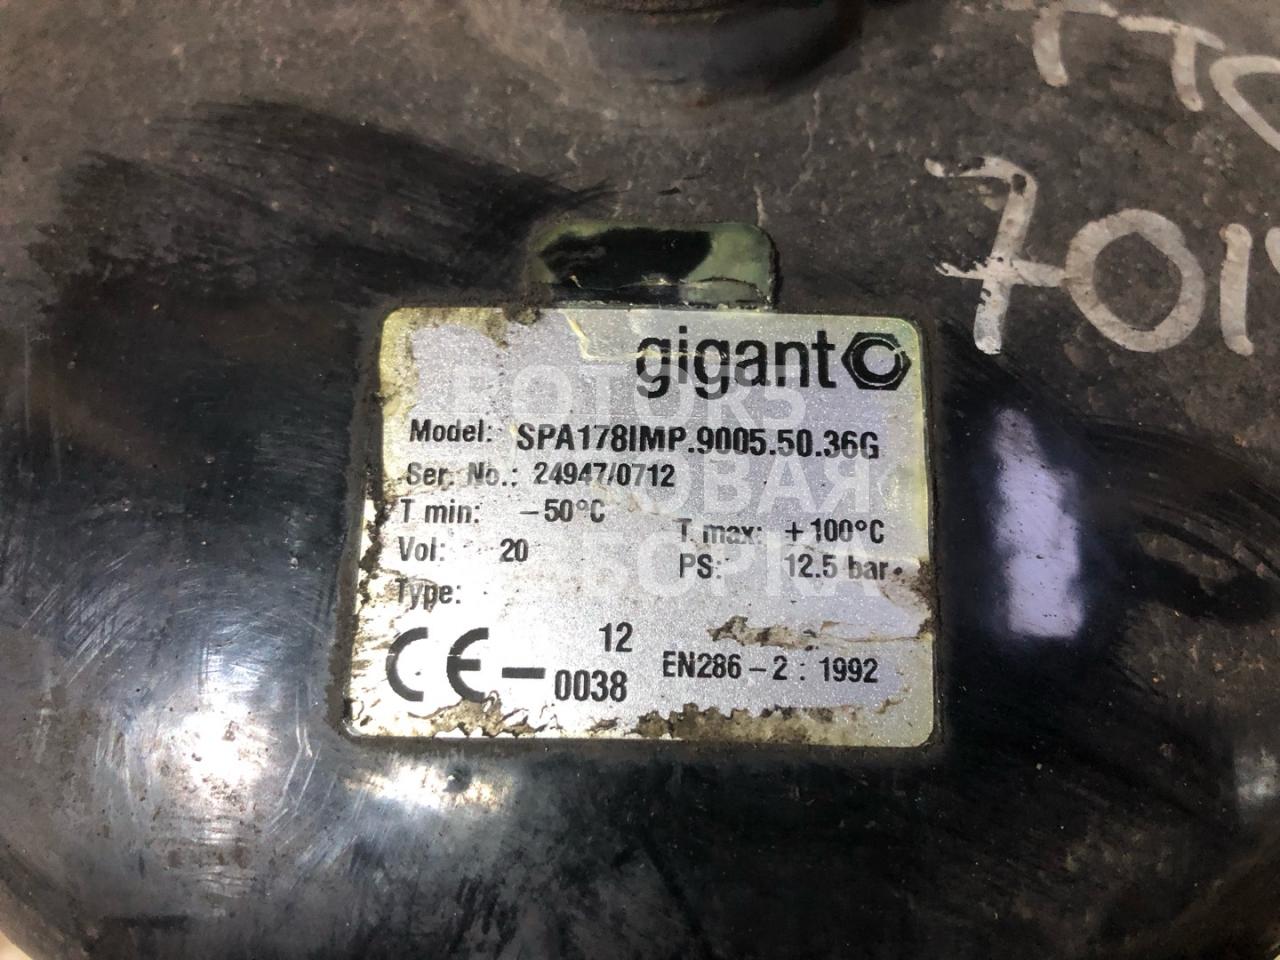 701
gigant
Model: SPA178IMP.9005.50.36G
Ser. No.: 24947/0712
T min: -50°C T max: +100°C
Vol: 20 PS: 12.5 bar
Type:
CE-0038 12
EN286-2: 1992